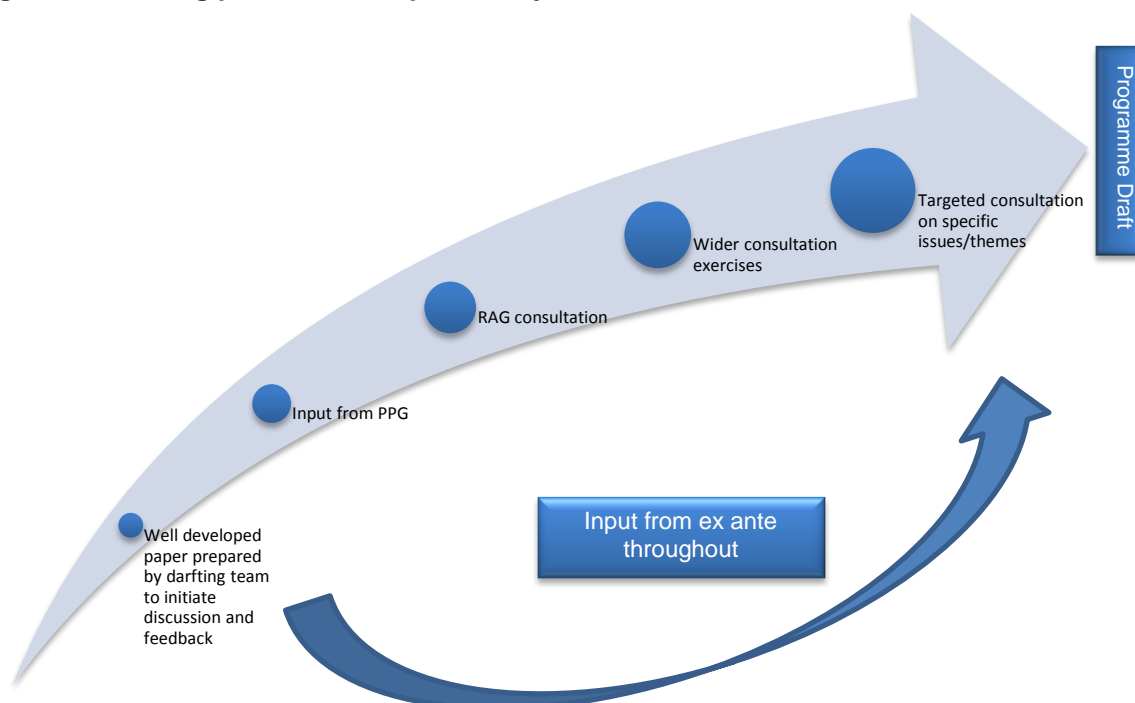 Programme Draft
Targeted consultation
on specific
issues/themes
Wider consultation
exercises
RAG consultation
Input from PPG
Well developed
paper prepared
by darfting team
to initiate
discussion and
feedback
Input from ex ante
throughout